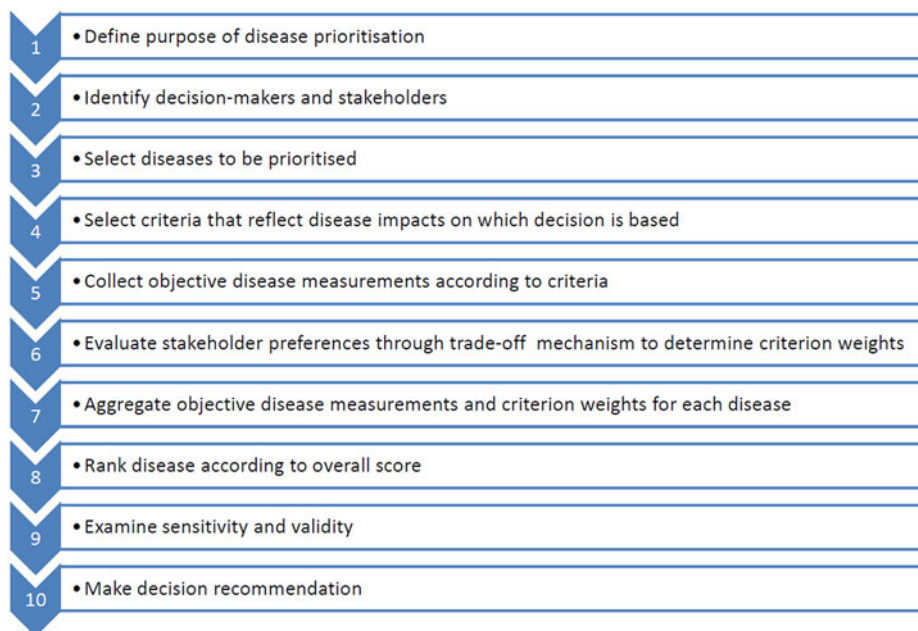 1 • Define purpose of disease prioritisation
2 • Identify decision-makers and stakeholders
3 • Select diseases to be prioritised
4 • Select criteria that reflect disease impacts on which decision is based
5 • Collect objective disease measurements according to criteria
6 • Evaluate stakeholder preferences through trade-off mechanism to determine criterion weights
7 • Aggregate objective disease measurements and criterion weights for each disease
8 • Rank disease according to overall score
9 • Examine sensitivity and validity
10 • Make decision recommendation